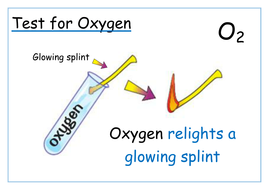 Test for Oxygen
O₂
Glowing splint
oxygen
Oxygen relights a
glowing splint